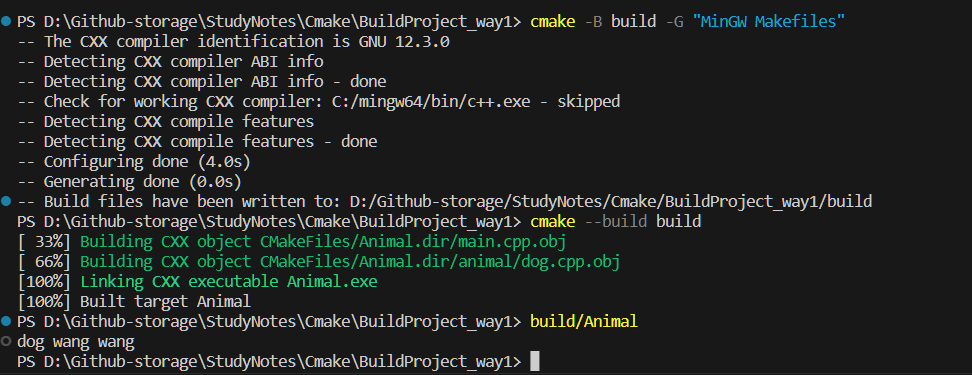 PS D:\Github-storage\StudyNotes\Cmake\BuildProject_way1> cmake -B build -G "MinGW Makefiles"
-- The CXX compiler identification is GNU 12.3.0
-- Detecting CXX compiler ABI info
-- Detecting CXX compiler ABI info - done
-- Check for working CXX compiler: C:/mingw64/bin/c++.exe - skipped
-- Detecting CXX compile features
-- Detecting CXX compile features - done
-- Configuring done (4.0s)
-- Generating done (0.0s)
-- Build files have been written to: D:/Github-storage/StudyNotes/Cmake/BuildProject_way1/build
PS D:\Github-storage\StudyNotes\Cmake\BuildProject_way1> cmake --build build
[ 33%] Building CXX object CMakeFiles/Animal.dir/main.cpp.obj
[ 66%] Building CXX object CMakeFiles/Animal.dir/animal/dog.cpp.obj
[100%] Linking CXX executable Animal.exe
[100%] Built target Animal
PS D:\Github-storage\StudyNotes\Cmake\BuildProject_way1> build/Animal
dog wang wang
PS D:\Github-storage\StudyNotes\Cmake\BuildProject_way1>